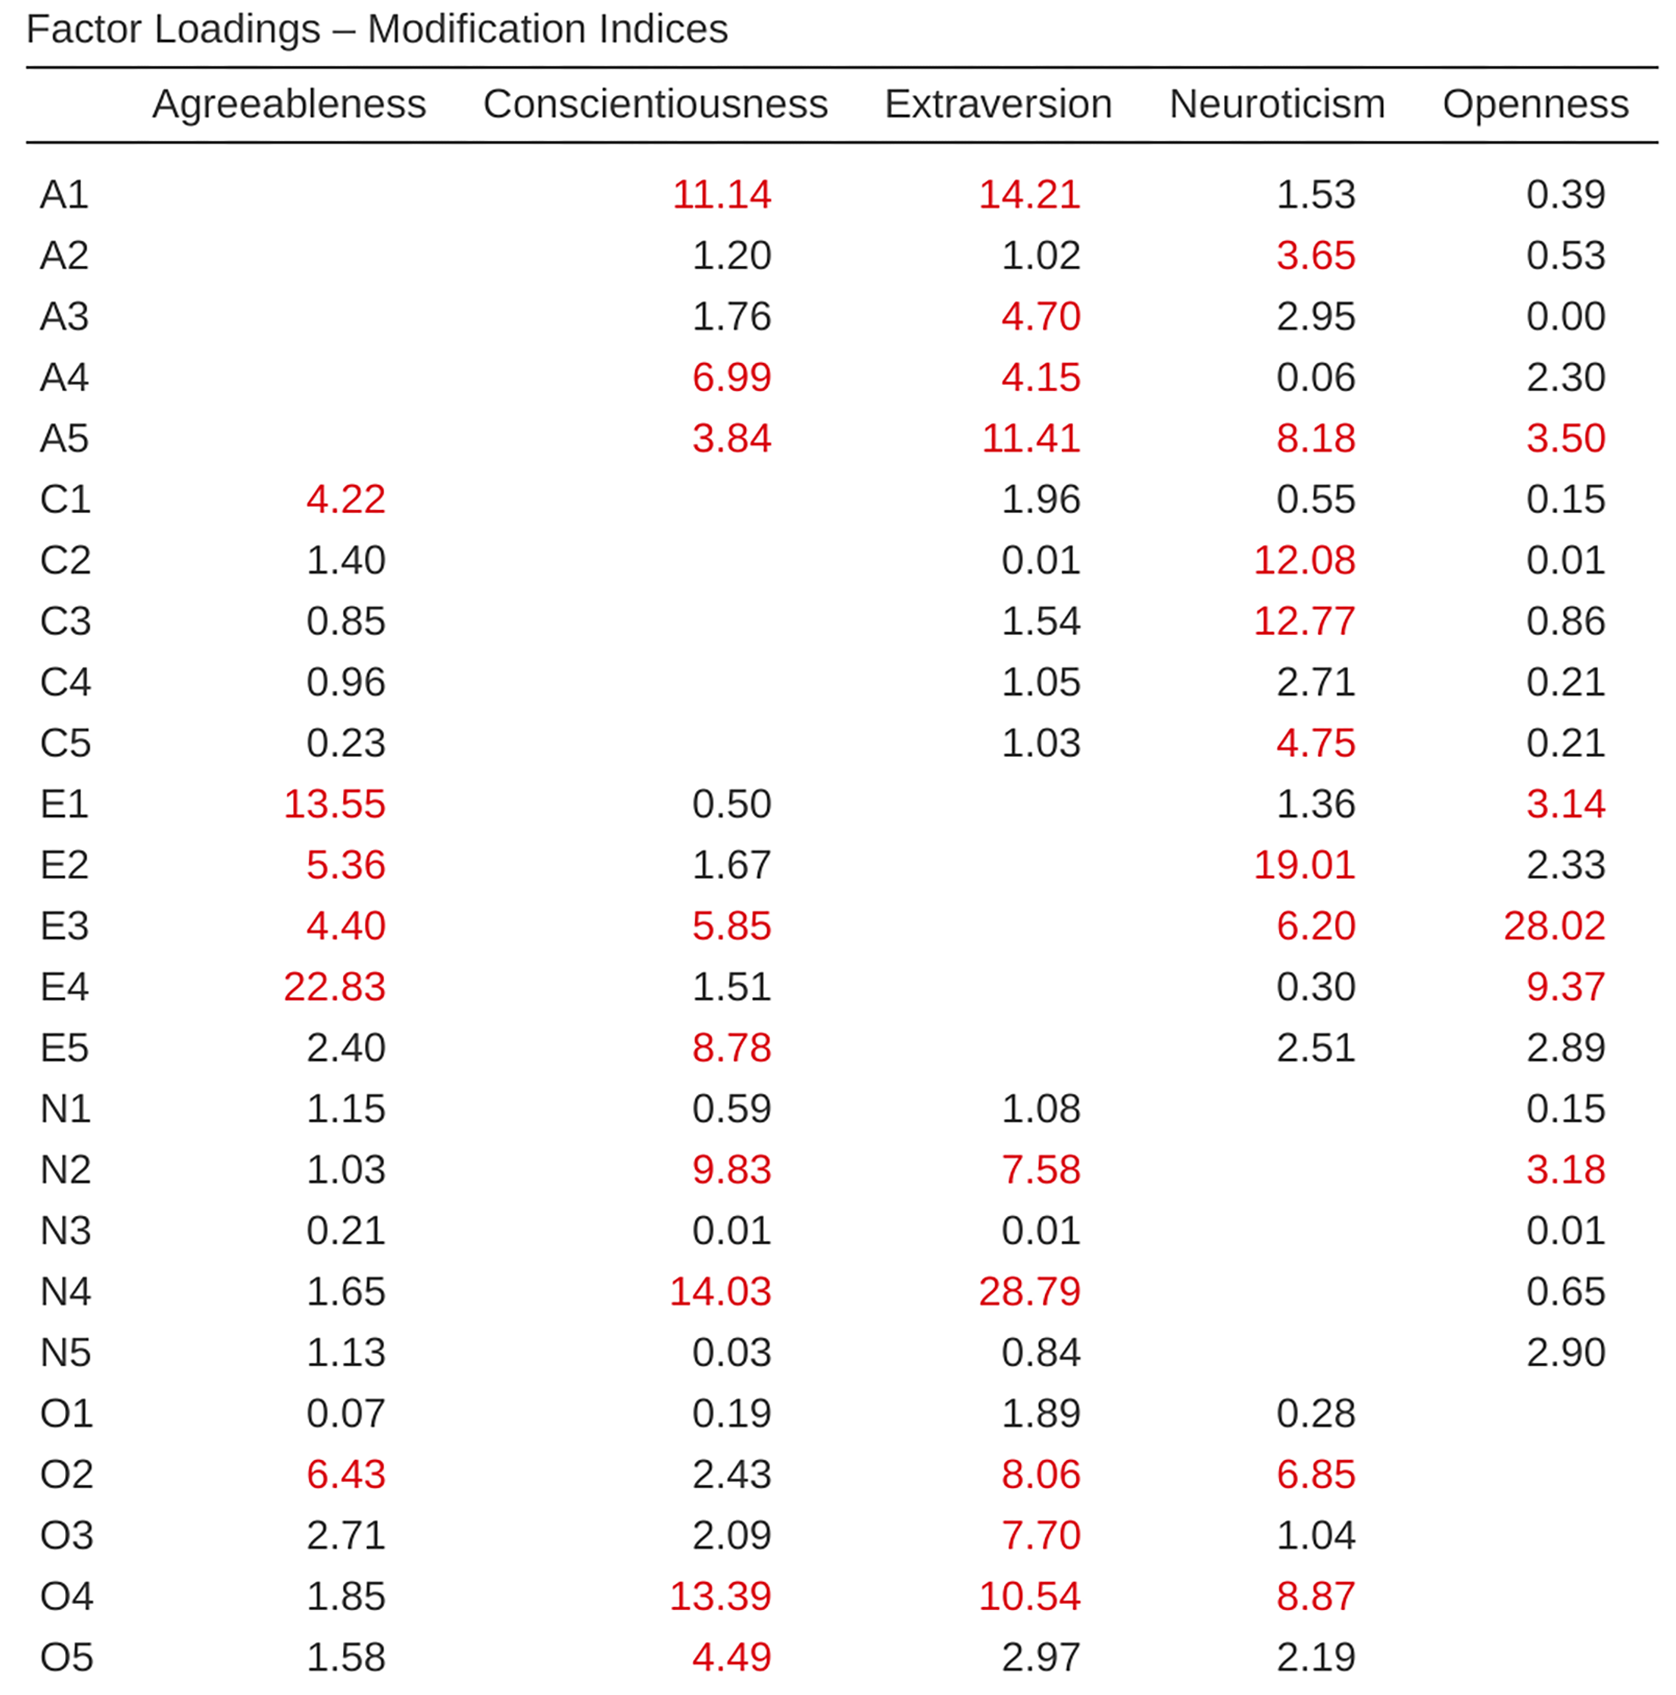 Factor Loadings – Modification Indices
Agreeableness Conscientiousness Extraversion Neuroticism Openness
A1 11.14 14.21 1.53 0.39
A2 1.20 1.02 3.65 0.53
A3 1.76 4.70 2.95 0.00
A4 6.99 4.15 0.06 2.30
A5 3.84 11.41 8.18 3.50
C1 4.22 1.96 0.55 0.15
C2 1.40 0.01 12.08 0.01
C3 0.85 1.54 12.77 0.86
C4 0.96 1.05 2.71 0.21
C5 0.23 1.03 4.75 0.21
E1 13.55 0.50 1.36 3.14
E2 5.36 1.67 19.01 2.33
E3 4.40 5.85 6.20 28.02
E4 22.83 1.51 0.30 9.37
E5 2.40 8.78 2.51 2.89
N1 1.15 0.59 1.08 0.15
N2 1.03 9.83 7.58 3.18
N3 0.21 0.01 0.01 0.01
N4 1.65 14.03 28.79 0.65
N5 1.13 0.03 0.84 2.90
O1 0.07 0.19 1.89 0.28
O2 6.43 2.43 8.06 6.85
O3 2.71 2.09 7.70 1.04
O4 1.85 13.39 10.54 8.87
O5 1.58 4.49 2.97 2.19